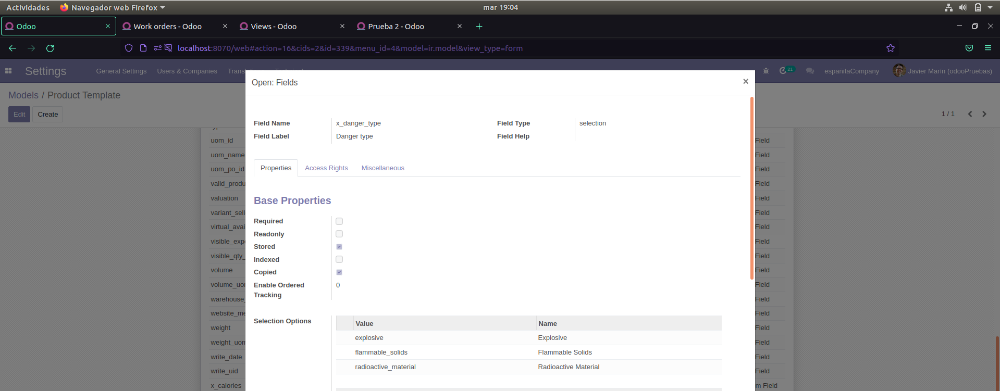 Actividades Navegador web Firefox mar 19:04
Odoo Work orders - Odoo Views - Odoo Prueba 2 - Odoo
localhost:8070/web#action=16&cids=2&id=339&menu_id=4&model=ir.model&view_type=form
Settings General Settings Users & Companies 21 españitaCompany Javier Marin (odooPruebas)
Open: Fields
Models / Product Template
Edit Create 1 / 1
Field Name x_danger_type Field Type selection
Field Label Danger type Field Help
Properties Access Rights Miscellaneous
Base Properties
Required
Readonly
Stored
Indexed
Copied
Enable Ordered Tracking 0
Selection Options Value Name
explosive Explosive
flammable_solids Flammable Solids
radioactive_material Radioactive Material
uom_id Field
uom_name Field
uom_po_id Field
valid_produ Field
valuation Field
variant_sell Field
virtual_avai Field
visible_expe Field
visible_qty_ Field
volume Field
volume_uon Field
warehouse_ Field
website_me Field
weight Field
weight_uon Field
write_date Field
write_uid Field
x_calories m Field